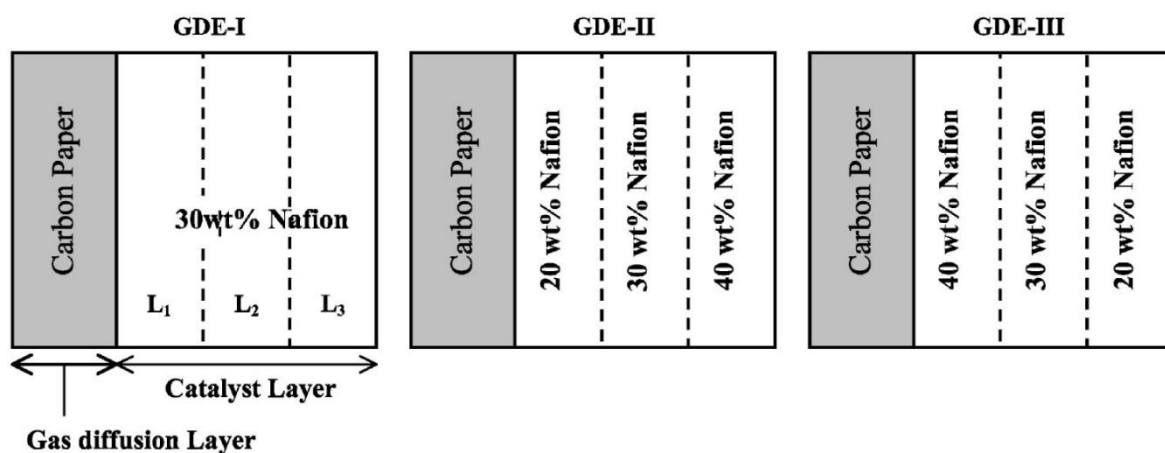 GDE-I
Carbon Paper
30wt% Nafion
L₁
L₂
L₃
Catalyst Layer
Gas diffusion Layer
GDE-II
Carbon Paper
20 wt% Nafion
30 wt% Nafion
40 wt% Nafion
GDE-III
Carbon Paper
40 wt% Nafion
30 wt% Nafion
20 wt% Nafion